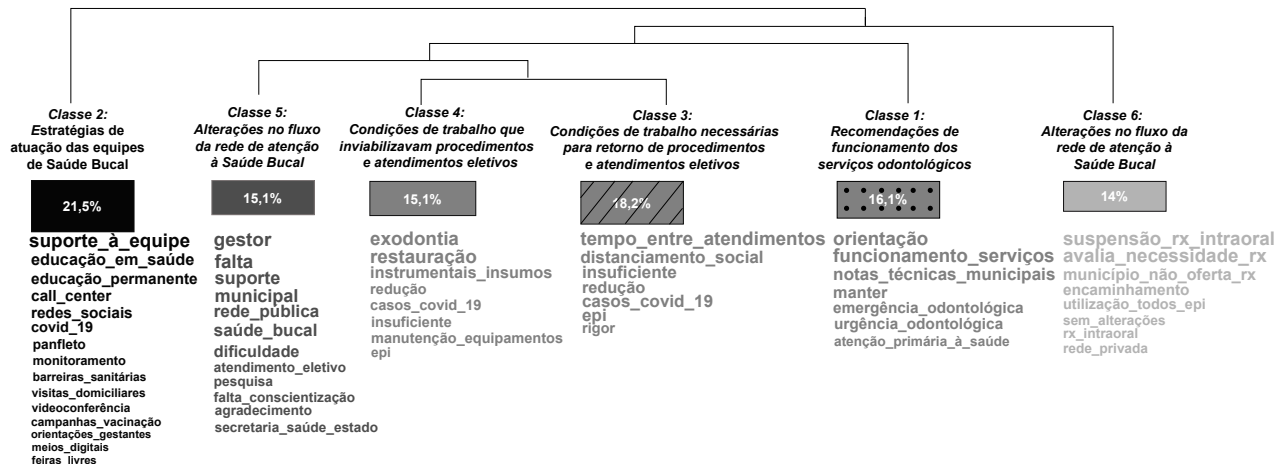 Classe 2:
Estratégias de
atuação das equipes
de Saúde Bucal
21,5%
suporte_à_equipe
educação_em_saúde
educação_permanente
call_center
redes_sociais
covid_19
panfleto
monitoramento
barreiras_sanitárias
visitas_domiciliares
videoconferência
campanhas_vacinação
orientações_gestantes
meios_digitais
feiras_livres
Classe 5:
Alterações no fluxo
da rede de atenção
à Saúde Bucal
15,1%
gestor
falta
suporte
municipal
rede_pública
saúde_bucal
dificuldade
atendimento_eletivo
pesquisa
falta_conscientização
agradecimento
secretaria_saúde_estado
Classe 4:
Condições de trabalho que
inviabilizavam procedimentos
e atendimentos eletivos
15,1%
exodontia
restauração
instrumentais_insumos
redução
casos_covid_19
insuficiente
manutenção_equipamentos
epi
Classe 3:
Condições de trabalho necessárias
para retorno de procedimentos
e atendimentos eletivos
18,2%
tempo_entre_atendimentos
distanciamento_social
insuficiente
redução
casos_covid_19
epi
rigor
Classe 1:
Recomendações de
funcionamento dos
serviços odontológicos
16,1%
orientação
funcionamento_serviços
notas_técnicas_municipais
manter
emergência_odontológica
urgência_odontológica
atenção_primária_à_saúde
Classe 6:
Alterações no fluxo da
rede de atenção à
Saúde Bucal
14%
suspensão_rx_intraoral
avalia_necessidade_rx
município_não_oferta_rx
encaminhamento
utilização_todos_epi
sem_alterações
rx_intraoral
rede_privada